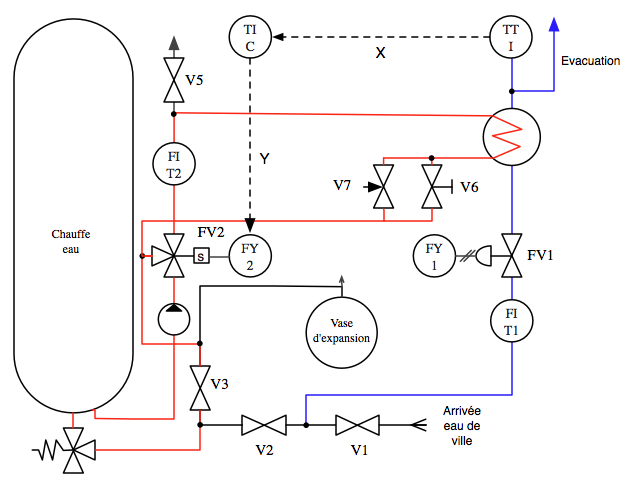 TI
C
TT
I
X
Evacuation
V5
FI
T2
Y
V7
V6
Chauffe
eau
FV2
S
FY
2
FY
1
FV1
FI
T1
Vase
d'expansion
V3
Arrivée
eau de
ville
V2
V1